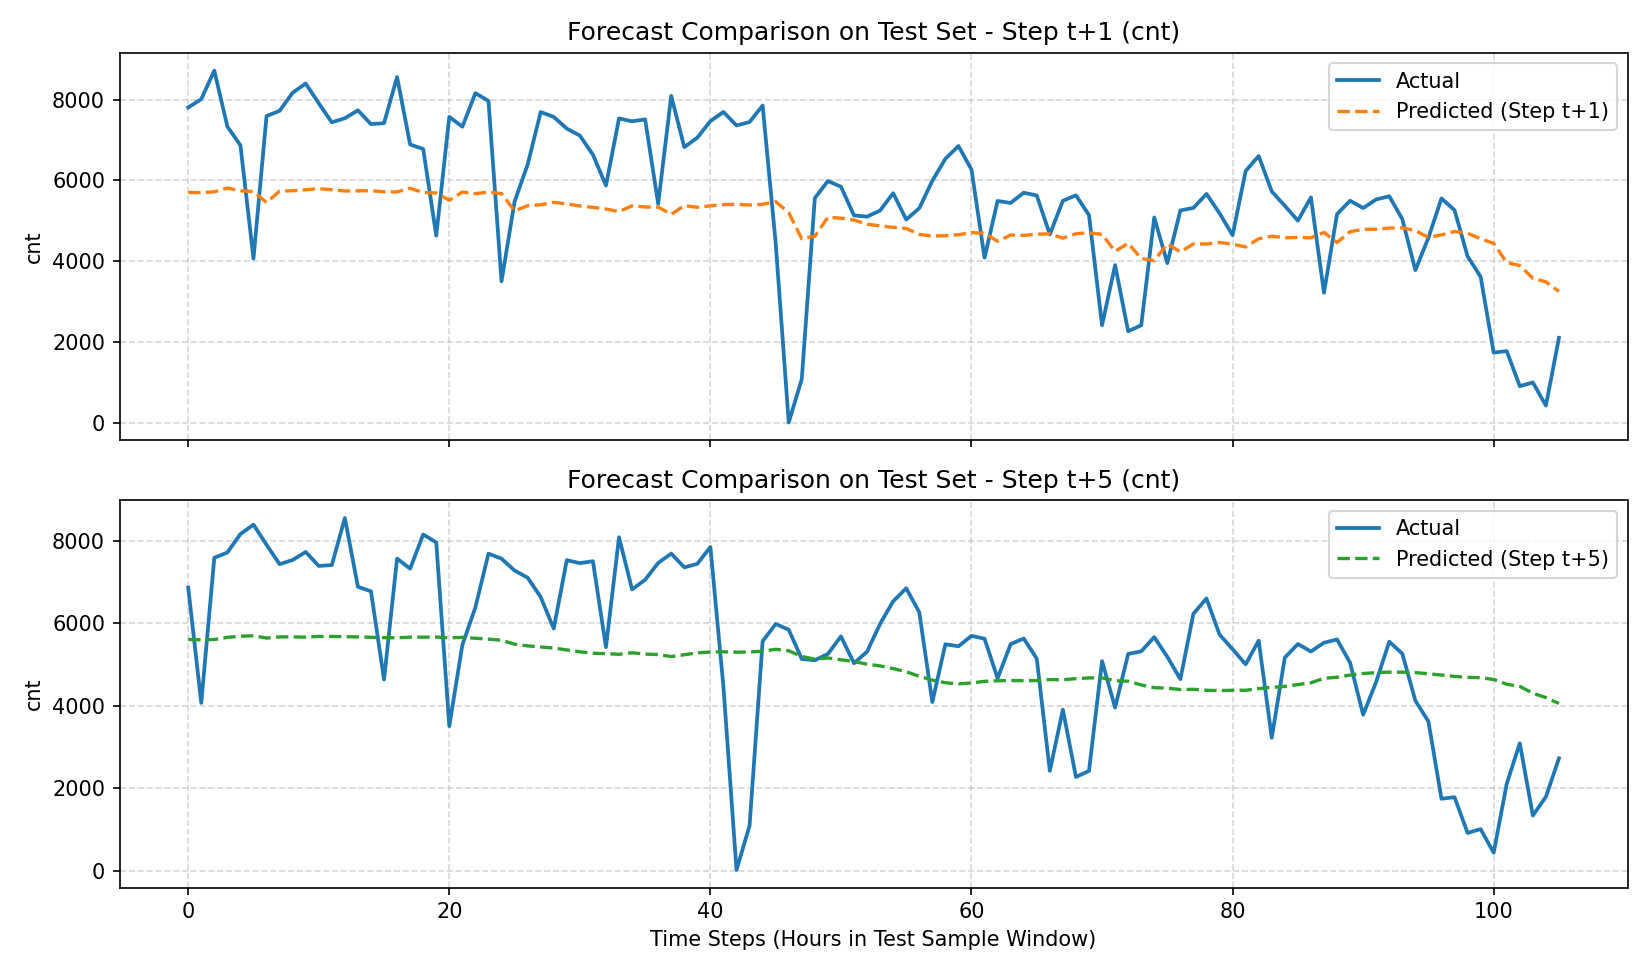 Forecast Comparison on Test Set - Step t+1 (cnt)
cnt
8000
6000
4000
2000
0
Actual
Predicted (Step t+1)
Forecast Comparison on Test Set - Step t+5 (cnt)
cnt
8000
6000
4000
2000
0
Actual
Predicted (Step t+5)
0 20 40 60 80 100
Time Steps (Hours in Test Sample Window)